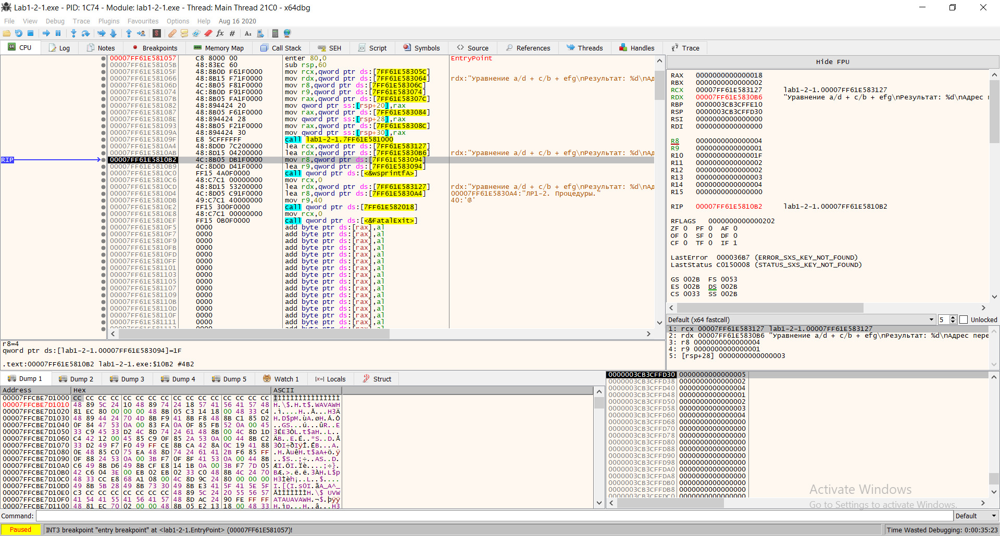 Lab1-2-1.exe - PID: 1C74 - Module: lab1-2-1.exe - Thread: Main Thread 21C0 - x64dbg
File View Debug Trace Plugins Favourites Options Help Aug 16 2020
CPU Log Notes Breakpoints Memory Map Call Stack SEH Script Symbols Source References Threads Handles Trace
RIP
00007FF61E581057 C8 8000 00 enter 80,0 EntryPoint
00007FF61E58105B 48:83EC 60 sub rsp,60
00007FF61E58105F 48:8B0D F61F0000 mov rcx,qword ptr ds:[7FF61E58305C]
00007FF61E581066 48:8B15 F71F0000 mov rdx,qword ptr ds:[7FF61E583064] rdx:"Уравнение a/d + c/b + efg\nРезультат: %d\nАд
00007FF61E58106D 4C:8B05 F81F0000 mov r8,qword ptr ds:[7FF61E58306C]
00007FF61E581074 4C:8B0D F91F0000 mov r9,qword ptr ds:[7FF61E583074]
00007FF61E58107B 48:8B05 FA1F0000 mov rax,qword ptr ds:[7FF61E58307C]
00007FF61E581082 48:894424 20 mov qword ptr ss:[rsp+20],rax
00007FF61E581087 48:8B05 F61F0000 mov rax,qword ptr ds:[7FF61E583084]
00007FF61E58108E 48:894424 28 mov qword ptr ss:[rsp+28],rax
00007FF61E581093 48:8B05 F21F0000 mov rax,qword ptr ds:[7FF61E58308C]
00007FF61E58109A 48:894424 30 mov qword ptr ss:[rsp+30],rax
00007FF61E58109F E8 5CFFFFFF call lab1-2-1.7FF61E581000
00007FF61E5810A4 48:8D0D 7C200000 lea rcx,qword ptr ds:[7FF61E583127]
00007FF61E5810AB 48:8D15 04200000 lea rdx,qword ptr ds:[7FF61E5830B6] rdx:"Уравнение a/d + c/b + efg\nРезультат: %d\nАд
00007FF61E5810B2 4C:8B05 DB1F0000 mov r8,qword ptr ds:[7FF61E583094]
00007FF61E5810B9 4C:8D0D D41F0000 lea r9,qword ptr ds:[7FF61E583094]
00007FF61E5810C0 FF15 4A0F0000 call qword ptr ds:[<&wsprintfA>]
00007FF61E5810C6 48:C7C1 00000000 mov rcx,0
00007FF61E5810CD 48:8D15 53200000 lea rdx,qword ptr ds:[7FF61E583127] rdx:"Уравнение a/d + c/b + efg\nРезультат: %d\nАд
00007FF61E5810D4 4C:8D05 C91F0000 lea r8,qword ptr ds:[7FF61E5830A4] 00007FF61E5830A4:"ЛР1-2. Процедуры."
00007FF61E5810DB 49:C7C1 40000000 mov r9,40 40:'@'
00007FF61E5810E2 FF15 300F0000 call qword ptr ds:[7FF61E582018]
00007FF61E5810E8 48:C7C1 00000000 mov rcx,0
00007FF61E5810EF FF15 0B0F0000 call qword ptr ds:[<&FatalExit>]
00007FF61E5810F5 0000 add byte ptr ds:[rax],al
00007FF61E5810F7 0000 add byte ptr ds:[rax],al
00007FF61E5810F9 0000 add byte ptr ds:[rax],al
00007FF61E5810FB 0000 add byte ptr ds:[rax],al
00007FF61E5810FD 0000 add byte ptr ds:[rax],al
00007FF61E5810FF 0000 add byte ptr ds:[rax],al
00007FF61E581101 0000 add byte ptr ds:[rax],al
00007FF61E581103 0000 add byte ptr ds:[rax],al
00007FF61E581105 0000 add byte ptr ds:[rax],al
00007FF61E581107 0000 add byte ptr ds:[rax],al
00007FF61E581109 0000 add byte ptr ds:[rax],al
00007FF61E58110B 0000 add byte ptr ds:[rax],al
00007FF61E58110D 0000 add byte ptr ds:[rax],al
00007FF61E58110F 0000 add byte ptr ds:[rax],al
00007FF61E581111 0000 add byte ptr ds:[rax],al
Hide FPU
RAX 0000000000000018
RBX 0000000000000002
RCX 00007FF61E583127 lab1-2-1.00007FF61E583127
RDX 00007FF61E5830B6 "Уравнение a/d + c/b + efg\nРезультат: %d\nАдрес п
RBP 0000003CB3CFFE10
RSP 0000003CB3CFFD30
RSI 0000000000000000
RDI 0000000000000000
R8 0000000000000004
R9 0000000000000001
R10 000000000000001F
R11 0000000000000002
R12 0000000000000002
R13 0000000000000003
R14 0000000000000004
R15 0000000000000000
RIP 00007FF61E5810B2 lab1-2-1.00007FF61E5810B2
RFLAGS 0000000000000202
ZF 0 PF 0 AF 0
OF 0 SF 0 DF 0
CF 0 TF 0 IF 1
LastError 000036B7 (ERROR_SXS_KEY_NOT_FOUND)
LastStatus C0150008 (STATUS_SXS_KEY_NOT_FOUND)
GS 002B FS 0053
ES 002B DS 002B
CS 0033 SS 002B
Default (x64 fastcall) 5 Unlocked
1: rcx 00007FF61E583127 lab1-2-1.00007FF61E583127
2: rdx 00007FF61E5830B6 "Уравнение a/d + c/b + efg\nРезультат: %d\nАдрес пере
3: r8 0000000000000004
4: r9 0000000000000001
5: [rsp+28] 0000000000000003
r8=4
qword ptr ds:[lab1-2-1.00007FF61E583094]=1F
.text:00007FF61E5810B2 lab1-2-1.exe:$10B2 #4B2
Dump 1 Dump 2 Dump 3 Dump 4 Dump 5 Watch 1 [x=] Locals Struct
Address Hex ASCII
00007FFCBE7D1000 CC CC CC CC CC CC CC CC CC CC CC CC CC CC CC CC ÌÌÌÌÌÌÌÌÌÌÌÌÌÌÌÌ
00007FFCBE7D1010 48 89 5C 24 10 48 89 74 24 18 57 41 56 41 57 48 H.\$.H.t$.WAVAWH
00007FFCBE7D1020 81 EC 80 00 00 00 48 8B 05 C3 14 18 00 48 33 C4 .ì....H..Ã...H3Ä
00007FFCBE7D1030 48 89 44 24 70 4D 8B F9 41 8B F8 48 8B C1 85 D2 H.D$pM.ùA.øH.Á.Ò
00007FFCBE7D1040 0F 84 47 53 0A 00 83 FA 0A 0F 85 FB 52 0A 00 45 ..GS...ú...ûR..E
00007FFCBE7D1050 33 C9 45 33 D2 4C 8D 74 24 61 48 8B 00 4C 8D 1D 3ÉE3ÒL.t$aH..L..
00007FFCBE7D1060 C4 42 12 00 45 85 C9 0F 85 2A 53 0A 00 44 8B C2 ÄB..E.É..*S..D.Â
00007FFCBE7D1070 33 D2 49 F7 F0 49 FF CE 8B CA 42 8A 0C 19 41 88 3ÒI÷ðIÿÎ.ÊB...A.
00007FFCBE7D1080 0E 48 85 C0 75 EA 48 8D 74 24 61 41 2B F6 85 FF .H.ÀuêH.t$aA+ö.ÿ
00007FFCBE7D1090 0F 88 24 53 0A 00 3B F7 0F 8F 41 53 0A 00 44 8B ..$S..;÷..AS..D.
00007FFCBE7D10A0 C6 49 8B D6 49 8B CF E8 14 1B 0A 00 3B F7 7D 05 ÆI.ÖI.Ïè....;÷}.
00007FFCBE7D10B0 42 C6 04 3E 00 EB 02 EB 02 33 C0 48 8B 4C 24 70 BÆ.>.ë.ë.3ÀH.L$p
00007FFCBE7D10C0 48 33 CC E8 68 A1 08 00 4C 8D 9C 24 80 00 00 00 H3Ìèh¡..L..$....
00007FFCBE7D10D0 49 8B 5B 28 49 8B 73 30 49 8B E3 41 5F 41 5E 5F I.[(I.s0I.ãA_A^_
00007FFCBE7D10E0 C3 CC CC CC CC CC CC CC 48 89 5C 24 20 55 56 57 ÃÌÌÌÌÌÌÌH.\$ UVW
00007FFCBE7D10F0 41 54 41 55 41 56 41 57 48 8D AC 24 90 FE FF FF ATAUAVAWH.¬$.þÿÿ
00007FFCBE7D1100 48 81 EC 70 02 00 00 48 8B 05 E2 13 18 00 48 33 H.ìp...H..â...H3
0000003CB3CFFD30 0000000000000005
0000003CB3CFFD38 0000000000000002
0000003CB3CFFD40 0000000000000004
0000003CB3CFFD48 0000000000000001
0000003CB3CFFD50 0000000000000002
0000003CB3CFFD58 0000000000000003
0000003CB3CFFD60 0000000000000004
0000003CB3CFFD68 0000000000000000
0000003CB3CFFD70 0000000000000000
0000003CB3CFFD78 0000000000000000
0000003CB3CFFD80 0000000000000000
0000003CB3CFFD88 0000000000000000
0000003CB3CFFD90 0000000000000000
0000003CB3CFFD98 0000000000000000
0000003CB3CFFDA0 0000000000000000
0000003CB3CFFDA8 0000000000000000
0000003CB3CFFDB0 0000000000000000
0000003CB3CFFDB8 0000000000000000
0000003CB3CFFDC0 0000000000000000
Activate Windows
Go to Settings to activate Windows.
Command: Default
Paused INT3 breakpoint "entry breakpoint" at <lab1-2-1.EntryPoint> (00007FF61E581057)! Time Wasted Debugging: 0:00:35:23